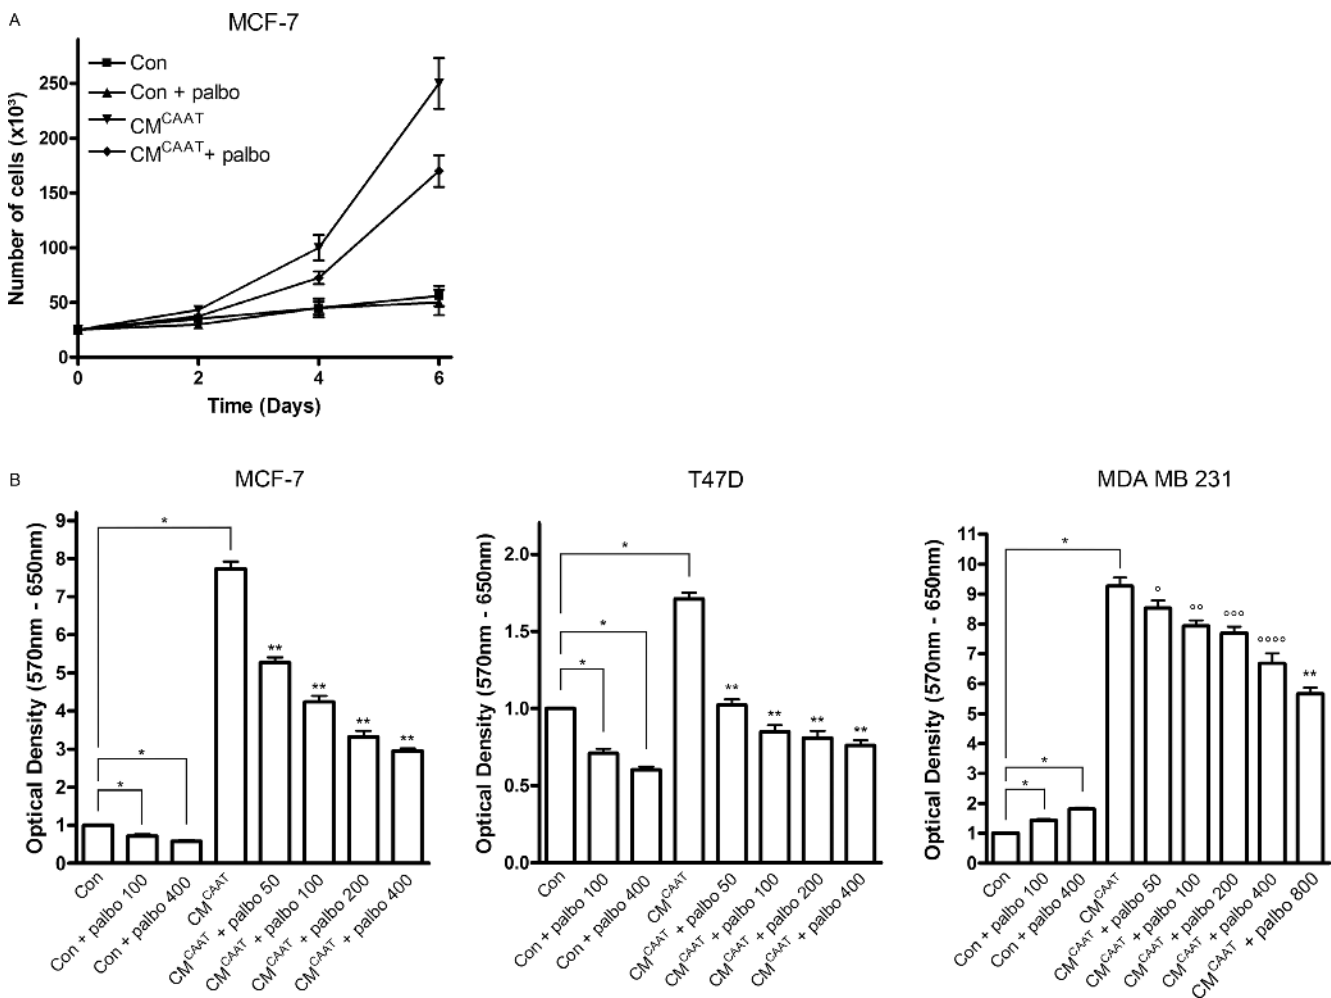 A
MCF-7
Con
Con + palbo
CM^CAAT
CM^CAAT + palbo
Number of cells (x10³)
250
200
150
100
50
0
0 2 4 6
Time (Days)
B
MCF-7
Optical Density (570nm - 650nm)
9
8
7
6
5
4
3
2
1
0
*
*
*
**
**
**
**
Con
Con + palbo 100
Con + palbo 400
CM^CAAT
CM^CAAT + palbo 50
CM^CAAT + palbo 100
CM^CAAT + palbo 200
CM^CAAT + palbo 400
T47D
Optical Density (570nm - 650nm)
2.0
1.5
1.0
0.5
0.0
*
*
*
**
**
**
**
Con
Con + palbo 100
Con + palbo 400
CM^CAAT
CM^CAAT + palbo 50
CM^CAAT + palbo 100
CM^CAAT + palbo 200
CM^CAAT + palbo 400
MDA MB 231
Optical Density (570nm - 650nm)
11
10
9
8
7
6
5
4
3
2
1
0
*
*
*
°
°°
°°°
°°°°
**
Con
Con + palbo 100
Con + palbo 400
CM^CAAT
CM^CAAT + palbo 50
CM^CAAT + palbo 100
CM^CAAT + palbo 200
CM^CAAT + palbo 400
CM^CAAT + palbo 800